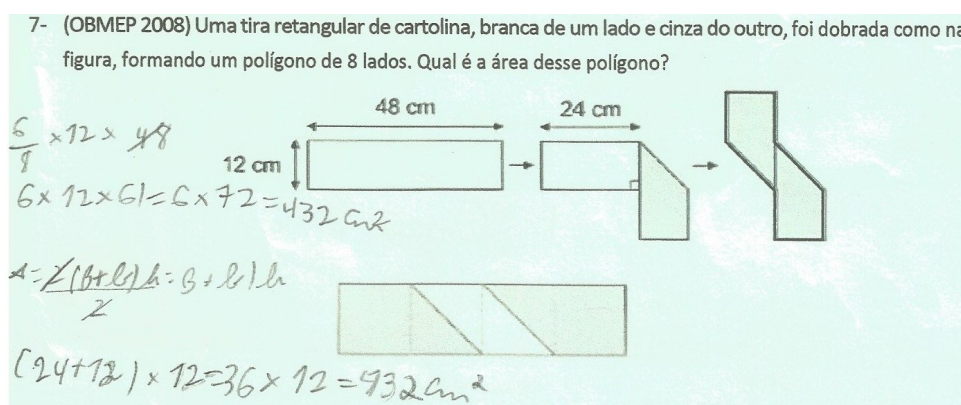 7- (OBMEP 2008) Uma tira retangular de cartolina, branca de um lado e cinza do outro, foi dobrada como na
figura, formando um polígono de 8 lados. Qual é a área desse polígono?
48 cm
24 cm
12 cm
6/8 × 12 × 48
6 × 12 × 6 = 6 × 72 = 432 cm²
A = 2(B+b)h/2 = B + b)h
(24+12) × 12 = 36 × 12 = 432 cm²